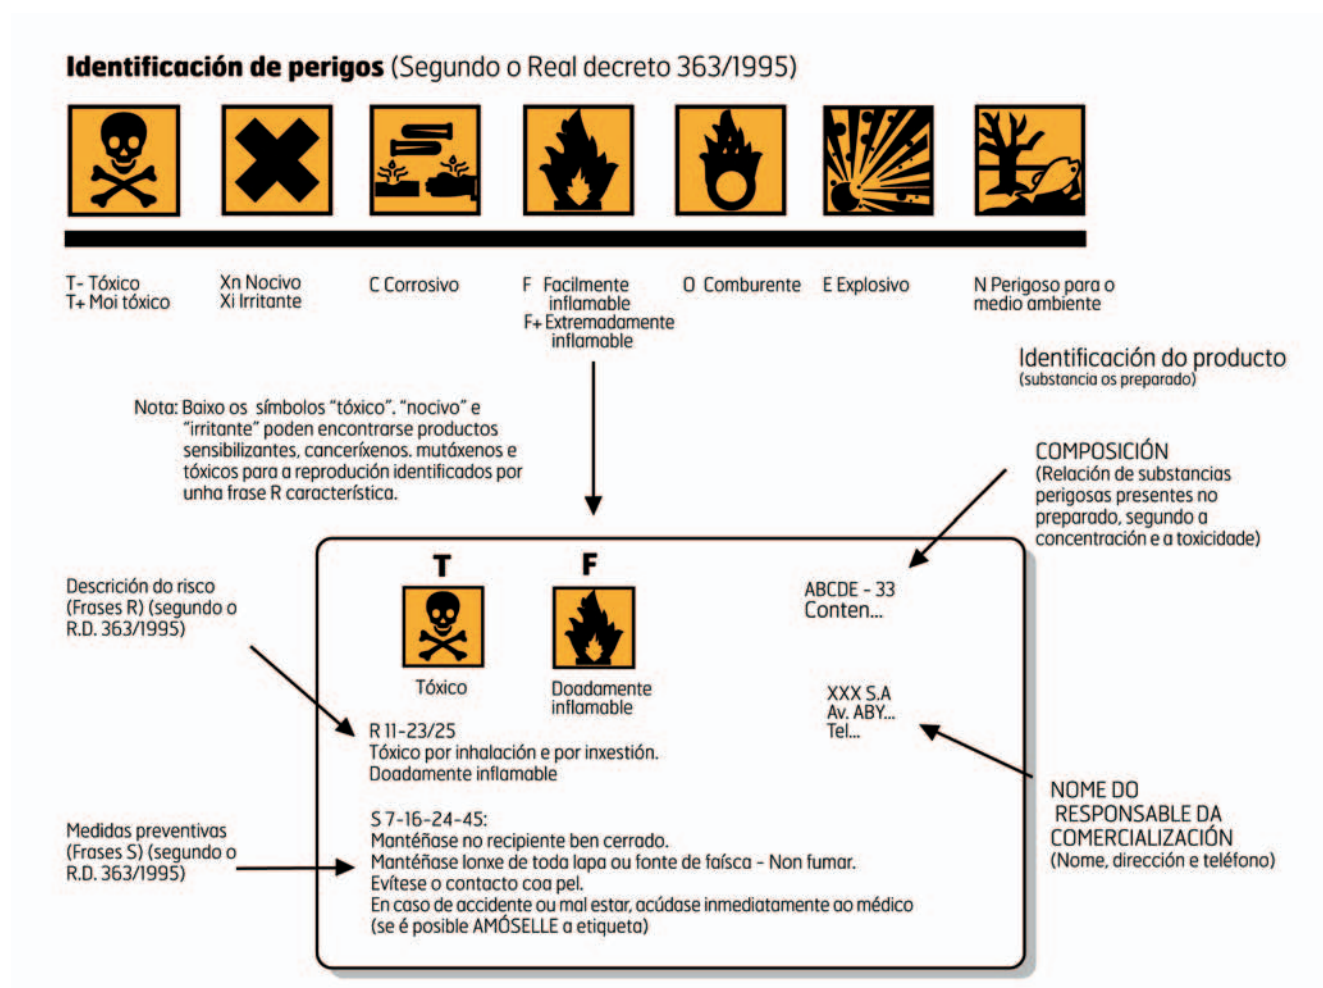 Identificación de perigos (Segundo o Real decreto 363/1995)
T- Tóxico
T+ Moi tóxico
Xn Nocivo
Xi Irritante
C Corrosivo
F Facilmente
inflamable
F+ Extremadamente
inflamable
O Comburente
E Explosivo
N Perigoso para o
medio ambiente
Identificación do producto
(substancia os preparado)
Nota: Baixo os símbolos "tóxico". "nocivo" e
"irritante" poden encontrarse productos
sensibilizantes, canceríxenos. mutáxenos e
tóxicos para a reprodución identificados por
unha frase R característica.
COMPOSICIÓN
(Relación de substancias
perigosas presentes no
preparado, segundo a
concentración e a toxicidade)
Descrición do risco
(Frases R) (segundo o
R.D. 363/1995)
T
F
Tóxico
Doadamente
inflamable
ABCDE - 33
Conten...
XXX S.A
Av. ABY...
Tel...
R 11-23/25
Tóxico por inhalación e por inxestión.
Doadamente inflamable
NOME DO
RESPONSABLE DA
COMERCIALIZACIÓN
(Nome, dirección e teléfono)
Medidas preventivas
(Frases S) (segundo o
R.D. 363/1995)
S 7-16-24-45:
Mantéñase no recipiente ben cerrado.
Mantéñase lonxe de toda lapa ou fonte de faísca - Non fumar.
Evítese o contacto coa pel.
En caso de accidente ou mal estar, acúdase inmediatamente ao médico
(se é posible AMÓSELLE a etiqueta)